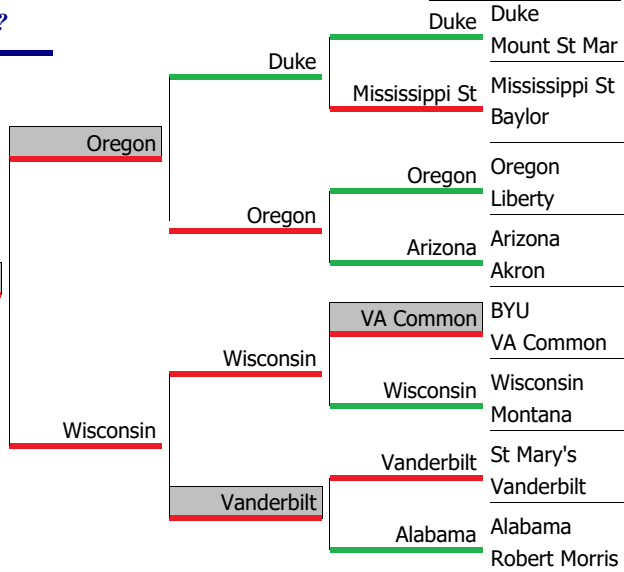 ?
Duke
Duke
Mount St Mar
Duke
Mississippi St
Mississippi St
Baylor
Oregon
Oregon
Oregon
Liberty
Oregon
Arizona
Arizona
Akron
VA Common
BYU
VA Common
Wisconsin
Wisconsin
Wisconsin
Montana
Wisconsin
Vanderbilt
St Mary's
Vanderbilt
Vanderbilt
Alabama
Alabama
Robert Morris